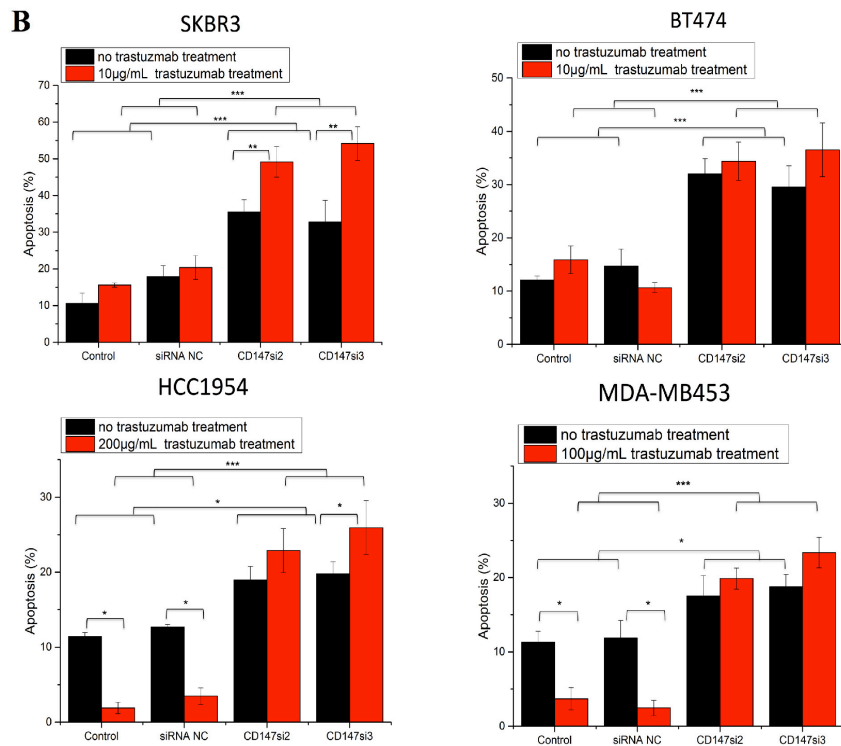 B
SKBR3
no trastuzmab treatment
10μg/mL trastuzumab treatment
Apoptosis (%)
70
60
50
40
30
20
10
0
***
***
**
**
Control
siRNA NC
CD147si2
CD147si3
BT474
no trastuzumab treatment
10μg/mL trastuzumab treatment
Apoptosis (%)
50
40
30
20
10
0
***
***
Control
siRNA NC
CD147si2
CD147si3
HCC1954
no trastuzumab treatment
200μg/mL trastuzumab treatment
Apoptosis (%)
30
20
10
0
***
*
*
*
*
Control
siRNA NC
CD147si2
CD147si3
MDA-MB453
no trastuzumab treatment
100μg/mL trastuzumab treatment
Apoptosis (%)
30
20
10
0
***
*
*
*
Control
siRNA NC
CD147si2
CD147si3